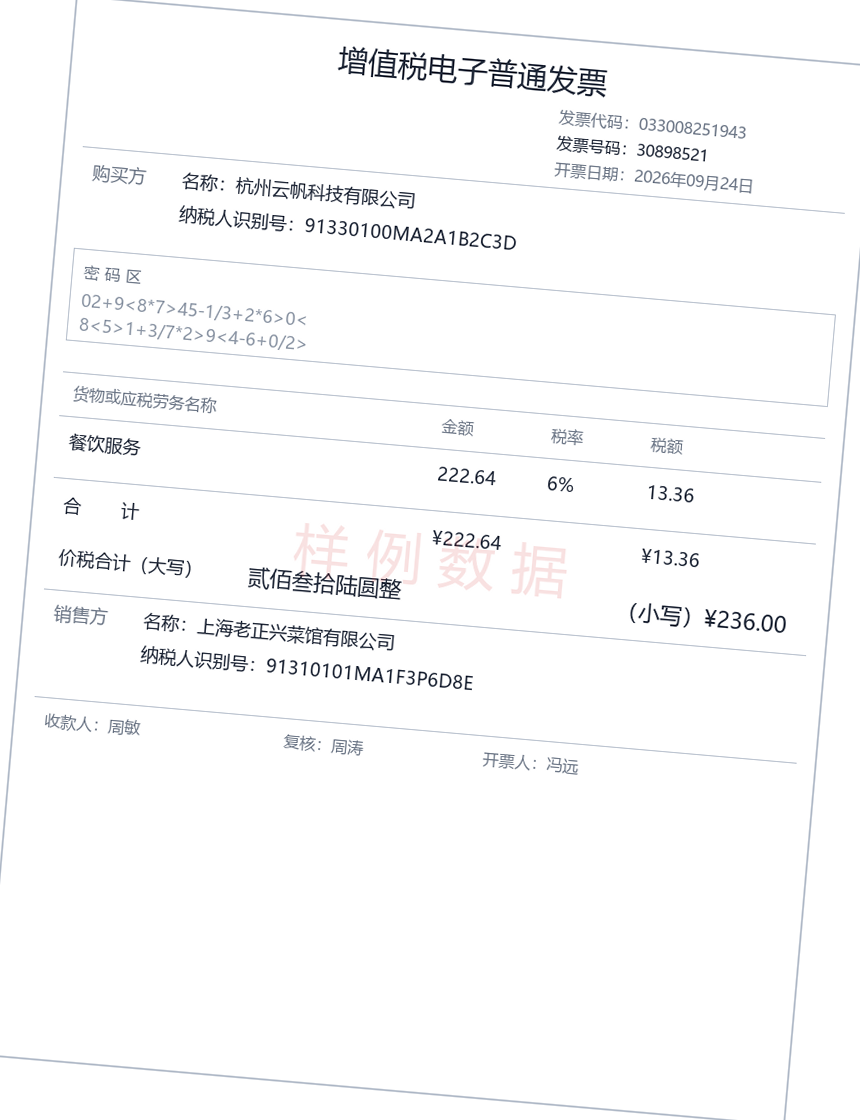 增值税电子普通发票
发票代码：033008251943
发票号码：30898521
开票日期：2026年09月24日
购买方 名称：杭州云帆科技有限公司
纳税人识别号：91330100MA2A1B2C3D
密码区
02+9<8*7>45-1/3+2*6>0<
8<5>1+3/7*2>9<4-6+0/2>
货物或应税劳务名称 金额 税率 税额
餐饮服务 222.64 6% 13.36
合 计 ¥222.64 ¥13.36
样例数据
价税合计（大写） 贰佰叁拾陆圆整 （小写）¥236.00
销售方 名称：上海老正兴菜馆有限公司
纳税人识别号：91310101MA1F3P6D8E
收款人：周敏 复核：周涛 开票人：冯远